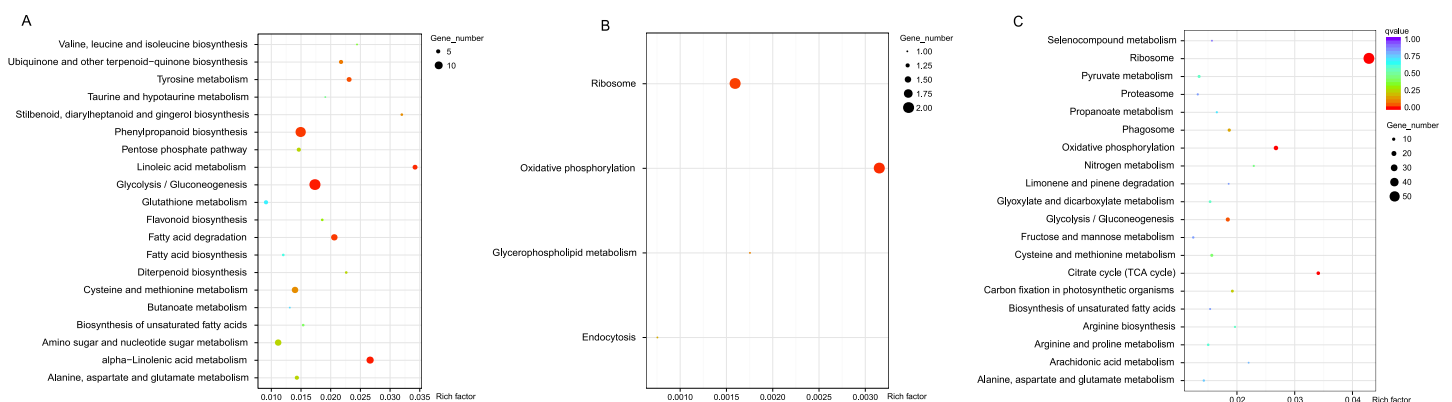 A
Valine, leucine and isoleucine biosynthesis
Ubiquinone and other terpenoid−quinone biosynthesis
Tyrosine metabolism
Taurine and hypotaurine metabolism
Stilbenoid, diarylheptanoid and gingerol biosynthesis
Phenylpropanoid biosynthesis
Pentose phosphate pathway
Linoleic acid metabolism
Glycolysis / Gluconeogenesis
Glutathione metabolism
Flavonoid biosynthesis
Fatty acid degradation
Fatty acid biosynthesis
Diterpenoid biosynthesis
Cysteine and methionine metabolism
Butanoate metabolism
Biosynthesis of unsaturated fatty acids
Amino sugar and nucleotide sugar metabolism
alpha−Linolenic acid metabolism
Alanine, aspartate and glutamate metabolism
0.010 0.015 0.020 0.025 0.030 0.035
Rich factor
Gene_number
5
10
B
Ribosome
Oxidative phosphorylation
Glycerophospholipid metabolism
Endocytosis
0.0010 0.0015 0.0020 0.0025 0.0030
Rich factor
Gene_number
1.00
1.25
1.50
1.75
2.00
C
Selenocompound metabolism
Ribosome
Pyruvate metabolism
Proteasome
Propanoate metabolism
Phagosome
Oxidative phosphorylation
Nitrogen metabolism
Limonene and pinene degradation
Glyoxylate and dicarboxylate metabolism
Glycolysis / Gluconeogenesis
Fructose and mannose metabolism
Cysteine and methionine metabolism
Citrate cycle (TCA cycle)
Carbon fixation in photosynthetic organisms
Biosynthesis of unsaturated fatty acids
Arginine biosynthesis
Arginine and proline metabolism
Arachidonic acid metabolism
Alanine, aspartate and glutamate metabolism
0.02 0.03 0.04
Rich factor
qvalue
1.00
0.75
0.50
0.25
0.00
Gene_number
10
20
30
40
50